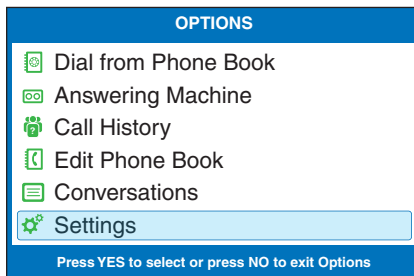 OPTIONS
Dial from Phone Book
Answering Machine
Call History
Edit Phone Book
Conversations
Settings
Press YES to select or press NO to exit Options